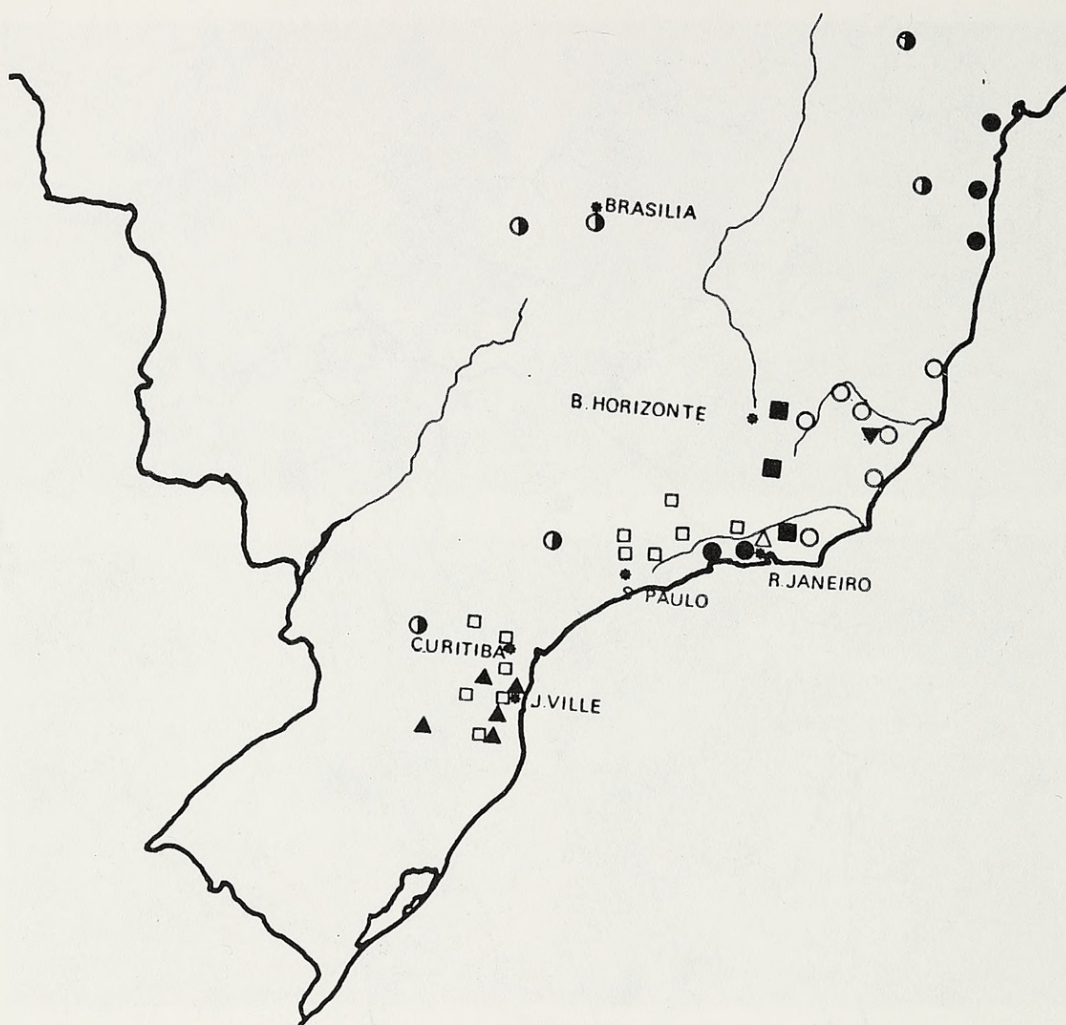 BRASILIA
B. HORIZONTE
R. JANEIRO
S. PAULO
CURITIBA
J. VILLE